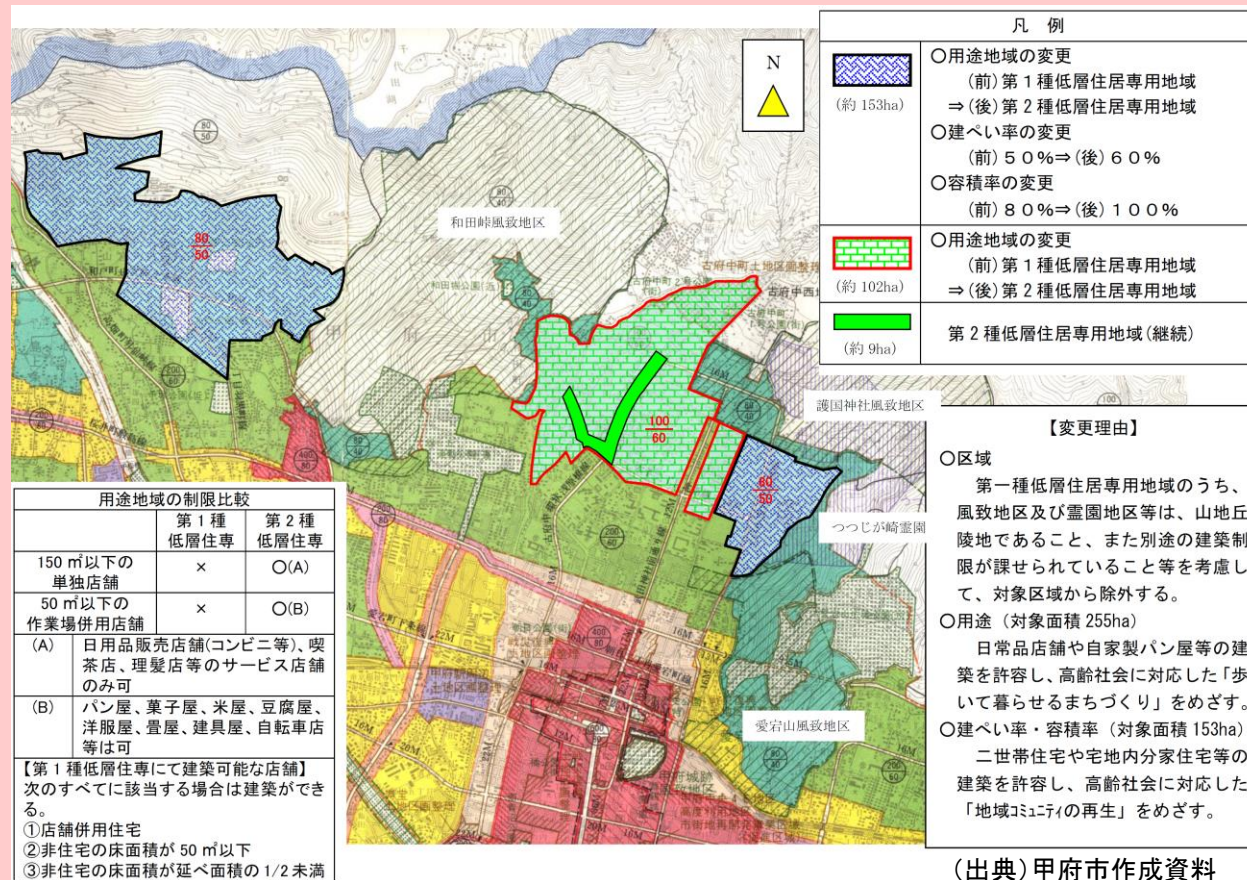 N
凡 例
(約 153ha)
〇用途地域の変更
(前)第1種低層住居専用地域
⇒(後)第2種低層住居専用地域
〇建ぺい率の変更
(前)50%⇒(後)60%
〇容積率の変更
(前)80%⇒(後)100%
(約 102ha)
〇用途地域の変更
(前)第1種低層住居専用地域
⇒(後)第2種低層住居専用地域
(約 9ha)
第2種低層住居専用地域(継続)
和田峠風致地区
護国神社風致地区
つつじが崎霊園
愛宕山風致地区
80
50
100
60
80
50
【変更理由】
〇区域
第一種低層住居専用地域のうち、
風致地区及び霊園地区等は、山地丘
陵地であること、また別途の建築制
限が課せられていること等を考慮し
て、対象区域から除外する。
〇用途(対象面積 255ha)
日常品店舗や自家製パン屋等の建
築を許容し、高齢社会に対応した「歩
いて暮らせるまちづくり」をめざす。
〇建ぺい率・容積率(対象面積 153ha)
二世帯住宅や宅地内分家住宅等の
建築を許容し、高齢社会に対応した
「地域コミュニティの再生」をめざす。
用途地域の制限比較
第1種
低層住専
第2種
低層住専
150 ㎡以下の
単独店舗
×
〇(A)
50 ㎡以下の
作業場併用店舗
×
〇(B)
(A)
日用品販売店舗(コンビニ等)、喫
茶店、理髪店等のサービス店舗
のみ可
(B)
パン屋、菓子屋、米屋、豆腐屋、
洋服屋、畳屋、建具屋、自転車店
等は可
【第1種低層住専にて建築可能な店舗】
次のすべてに該当する場合は建築ができ
る。
①店舗併用住宅
②非住宅の床面積が 50 ㎡以下
③非住宅の床面積が延べ面積の 1/2 未満
(出典)甲府市作成資料